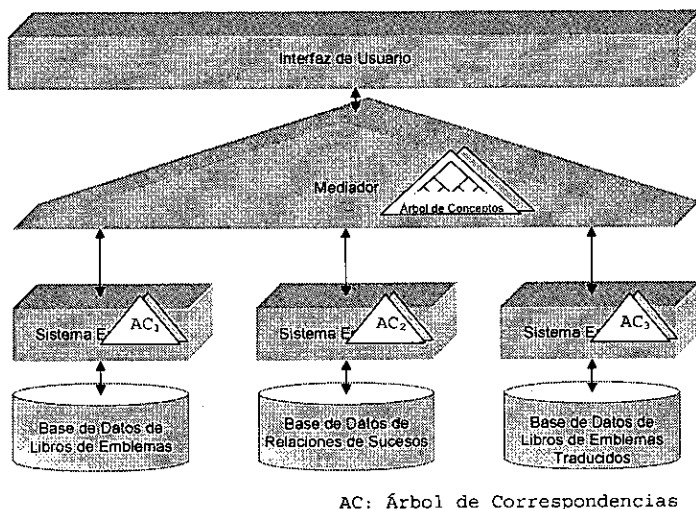 Interfaz de Usuario
Mediador
Árbol de Conceptos
Sistema E
AC₁
Sistema E
AC₂
Sistema E
AC₃
Base de Datos de
Libros de Emblemas
Base de Datos de
Relaciones de Sucesos
Base de Datos de
Libros de Emblemas
Traducidos
AC: Árbol de Correspondencias